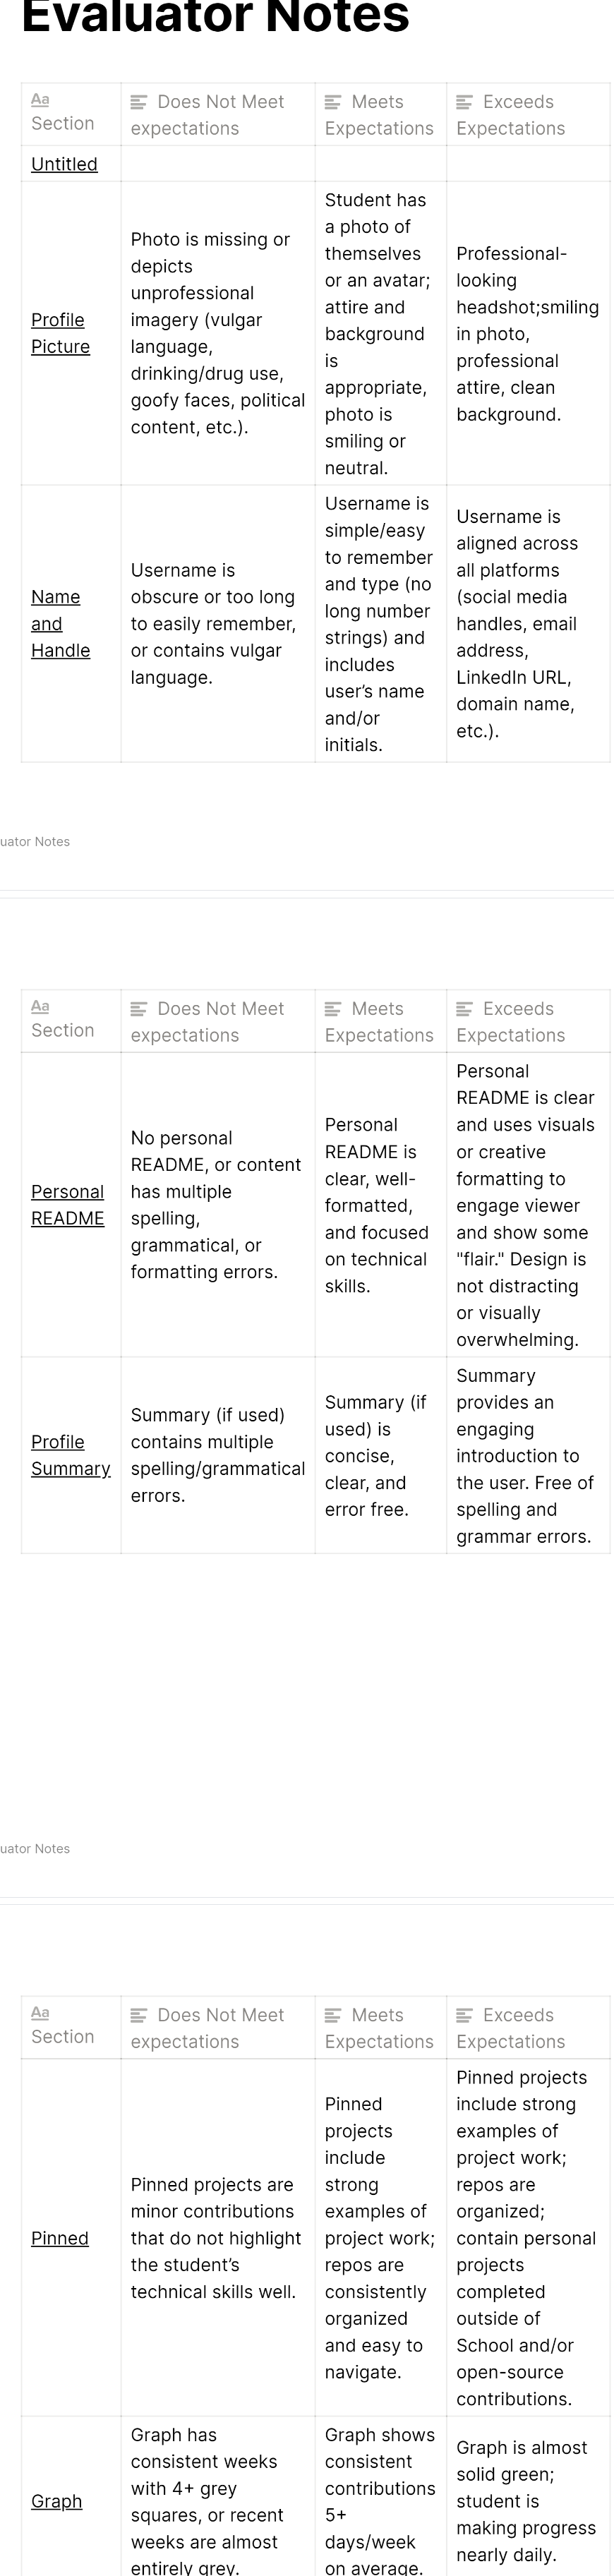 Evaluator Notes
Aa Section
Does Not Meet expectations
Meets Expectations
Exceeds Expectations
Untitled
Profile
Picture
Photo is missing or
depicts
unprofessional
imagery (vulgar
language,
drinking/drug use,
goofy faces, political
content, etc.).
Student has
a photo of
themselves
or an avatar;
attire and
background
is
appropriate,
photo is
smiling or
neutral.
Professional-
looking
headshot;smiling
in photo,
professional
attire, clean
background.
Name
and
Handle
Username is
obscure or too long
to easily remember,
or contains vulgar
language.
Username is
simple/easy
to remember
and type (no
long number
strings) and
includes
user’s name
and/or
initials.
Username is
aligned across
all platforms
(social media
handles, email
address,
LinkedIn URL,
domain name,
etc.).
uator Notes
Aa Section
Does Not Meet expectations
Meets Expectations
Exceeds Expectations
Personal
README
No personal
README, or content
has multiple
spelling,
grammatical, or
formatting errors.
Personal
README is
clear, well-
formatted,
and focused
on technical
skills.
Personal
README is clear
and uses visuals
or creative
formatting to
engage viewer
and show some
"flair." Design is
not distracting
or visually
overwhelming.
Profile
Summary
Summary (if used)
contains multiple
spelling/grammatical
errors.
Summary (if
used) is
concise,
clear, and
error free.
Summary
provides an
engaging
introduction to
the user. Free of
spelling and
grammar errors.
uator Notes
Aa Section
Does Not Meet expectations
Meets Expectations
Exceeds Expectations
Pinned
Pinned projects are
minor contributions
that do not highlight
the student’s
technical skills well.
Pinned
projects
include
strong
examples of
project work;
repos are
consistently
organized
and easy to
navigate.
Pinned projects
include strong
examples of
project work;
repos are
organized;
contain personal
projects
completed
outside of
School and/or
open-source
contributions.
Graph
Graph has
consistent weeks
with 4+ grey
squares, or recent
weeks are almost
entirely grey.
Graph shows
consistent
contributions
5+
days/week
on average.
Graph is almost
solid green;
student is
making progress
nearly daily.